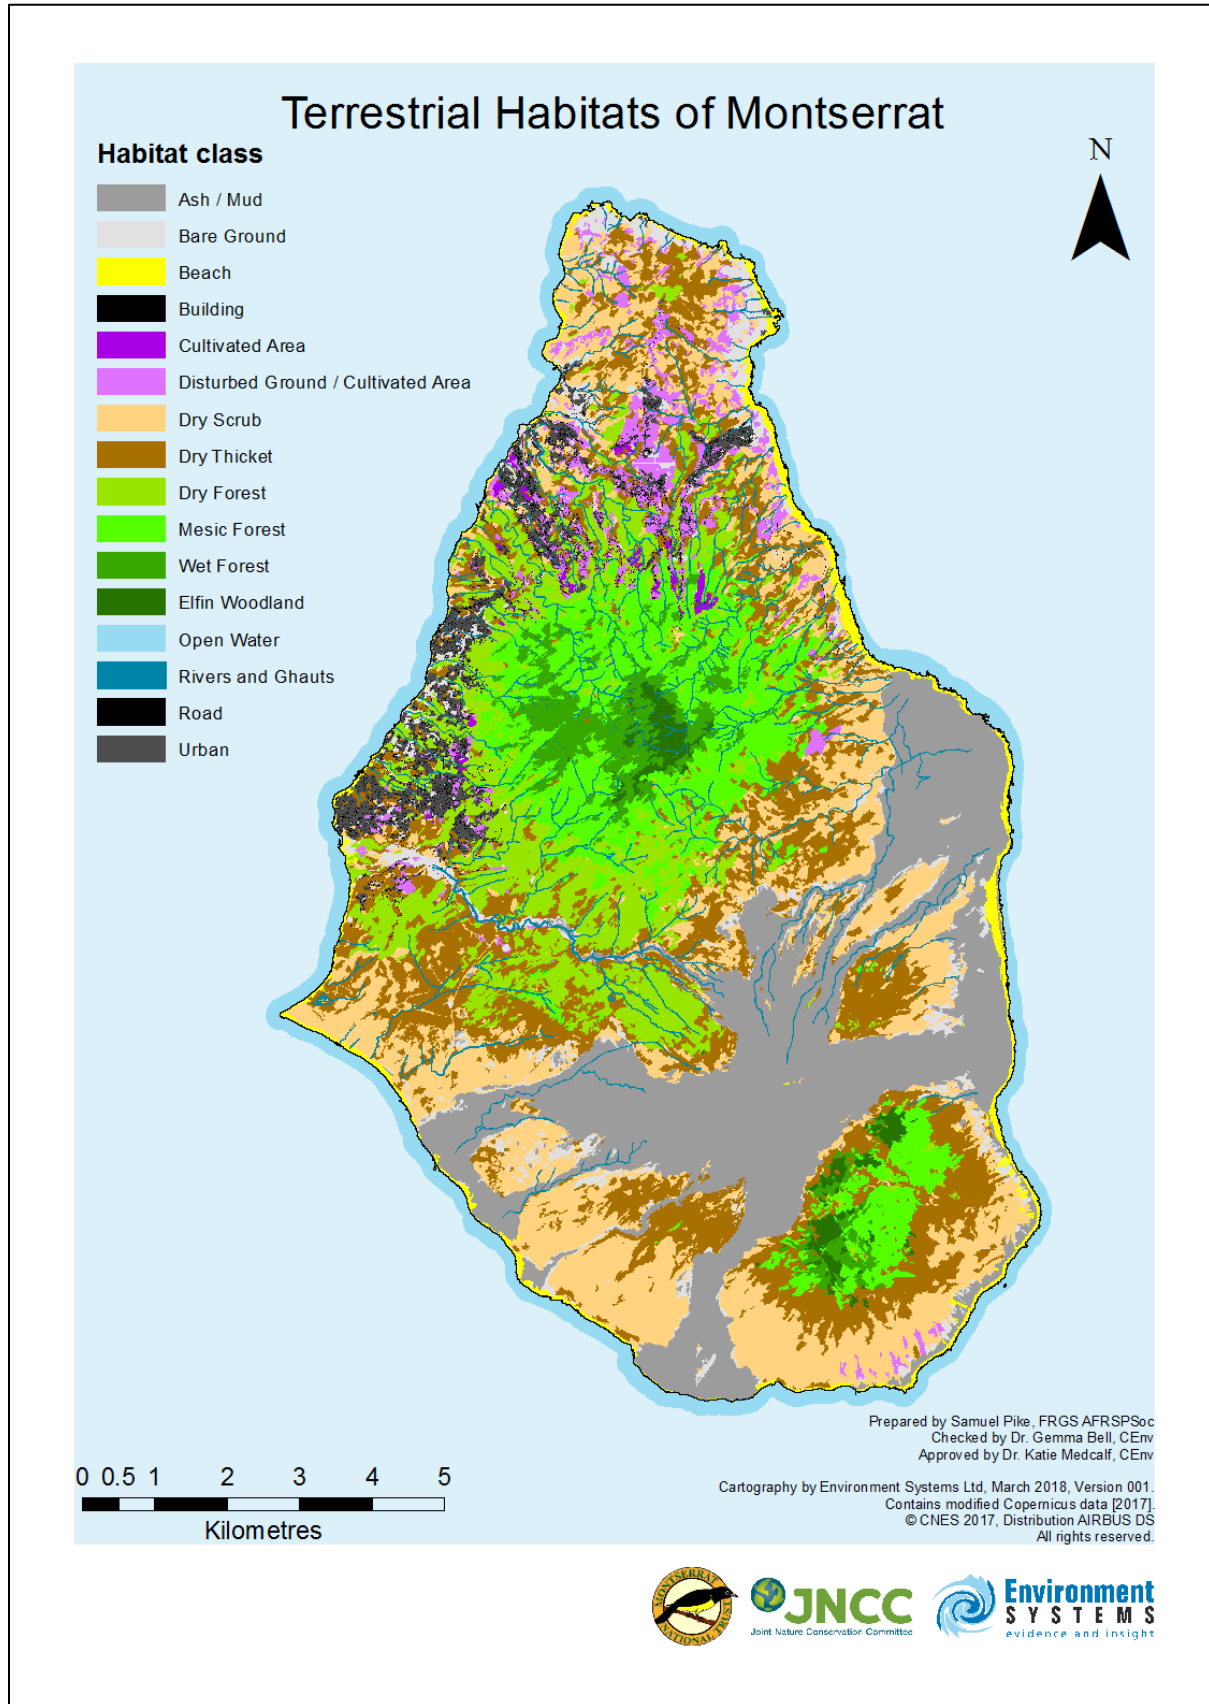 Terrestrial Habitats of Montserrat
Habitat class
N
Ash / Mud
Bare Ground
Beach
Building
Cultivated Area
Disturbed Ground / Cultivated Area
Dry Scrub
Dry Thicket
Dry Forest
Mesic Forest
Wet Forest
Elfin Woodland
Open Water
Rivers and Ghauts
Road
Urban
Prepared by Samuel Pike, FRGS AFRSPSoc
Checked by Dr. Gemma Bell, CEnv
Approved by Dr. Katie Medcalf, CEnv
0 0.5 1 2 3 4 5
Kilometres
Cartography by Environment Systems Ltd, March 2018, Version 001.
Contains modified Copernicus data [2017].
© CNES 2017, Distribution AIRBUS DS
All rights reserved.
MONTSERRAT
NATIONAL TRUST
JNCC
Joint Nature Conservation Committee
Environment
SYSTEMS
evidence and insight